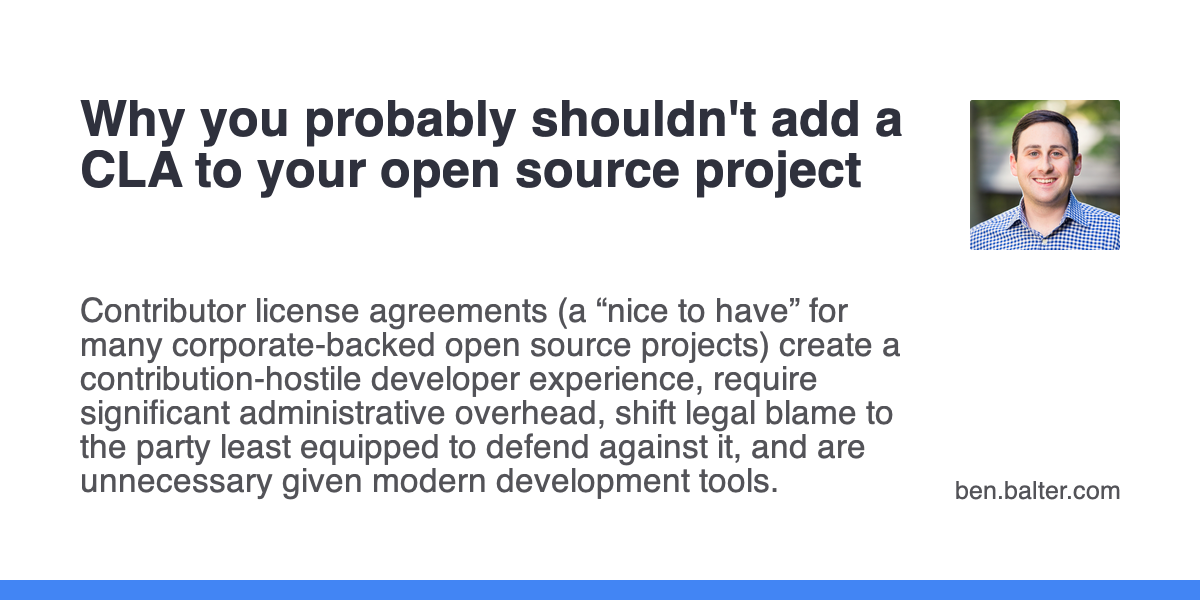 Why you probably shouldn't add a
CLA to your open source project
Contributor license agreements (a “nice to have” for
many corporate-backed open source projects) create a
contribution-hostile developer experience, require
significant administrative overhead, shift legal blame to
the party least equipped to defend against it, and are
unnecessary given modern development tools.
ben.balter.com